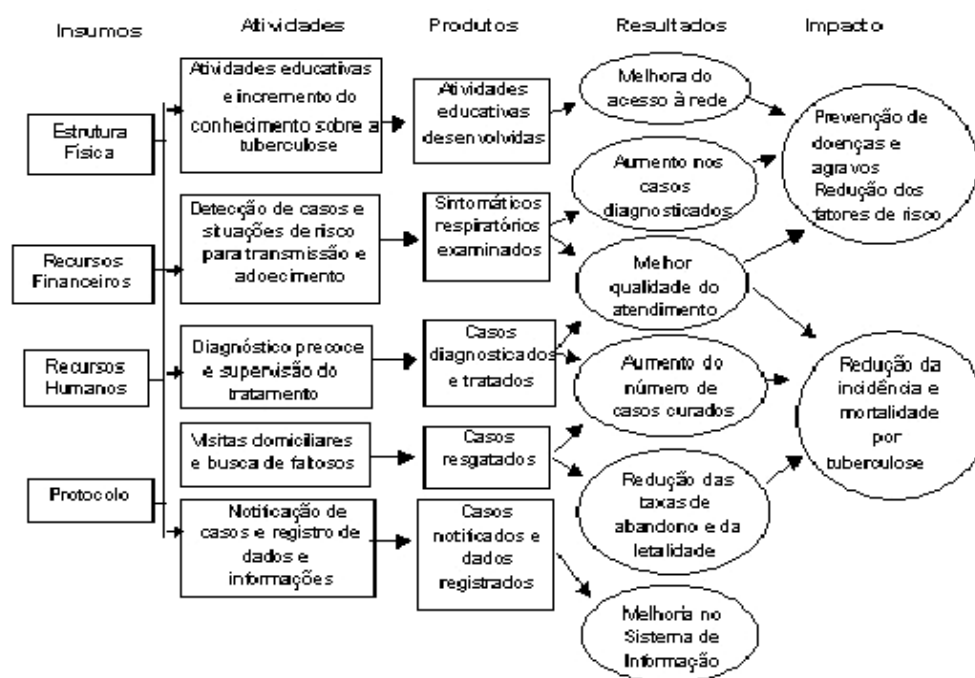 Insumos
Atividades
Produtos
Resultados
Impacto
Estrutura
Física
Recursos
Financeiros
Recursos
Humanos
Protocolo
Atividades educativas
e incremento do
conhecimento sobre a
tuberculose
Detecção de casos e
situações de risco
para transmissão e
adoecimento
Diagnóstico precoce
e supervisão do
tratamento
Visitas domiciliares
e busca de faltosos
Notificação de
casos e registro de
dados e
informações
Atividades
educativas
desenvolvidas
Sintomáticos
respiratórios
examinados
Casos
diagnosticados
e tratados
Casos
resgatados
Casos
notificados e
dados
registrados
Melhora do
acesso à rede
Aumento nos
casos
diagnosticados
Melhor
qualidade do
atendimento
Aumento do
número de
casos curados
Redução das
taxas de
abandono e da
letalidade
Melhoria no
Sistema de
Informação
Prevenção de
doenças e
agravos
Redução dos
fatores de risco
Redução da
incidência e
mortalidade
por
tuberculose